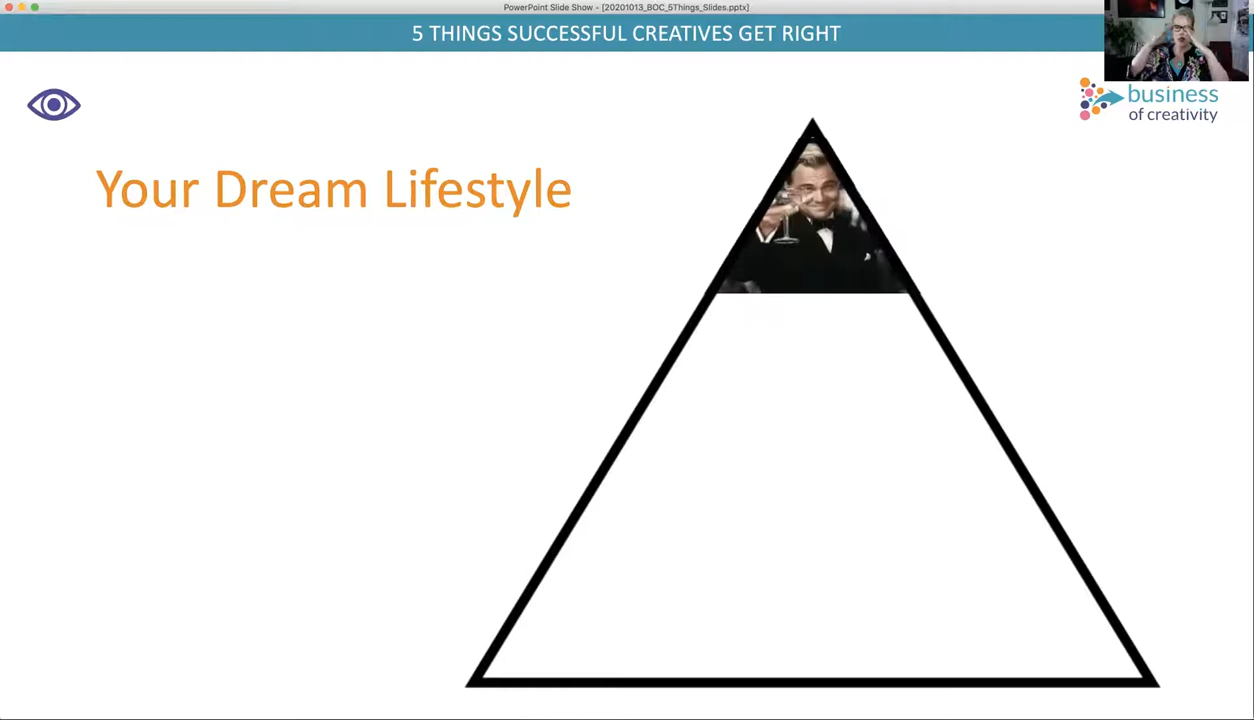 PowerPoint Slide Show - [20201013_BOC_5Things_Slides.pptx]
5 THINGS SUCCESSFUL CREATIVES GET RIGHT
business
of creativity
Your Dream Lifestyle